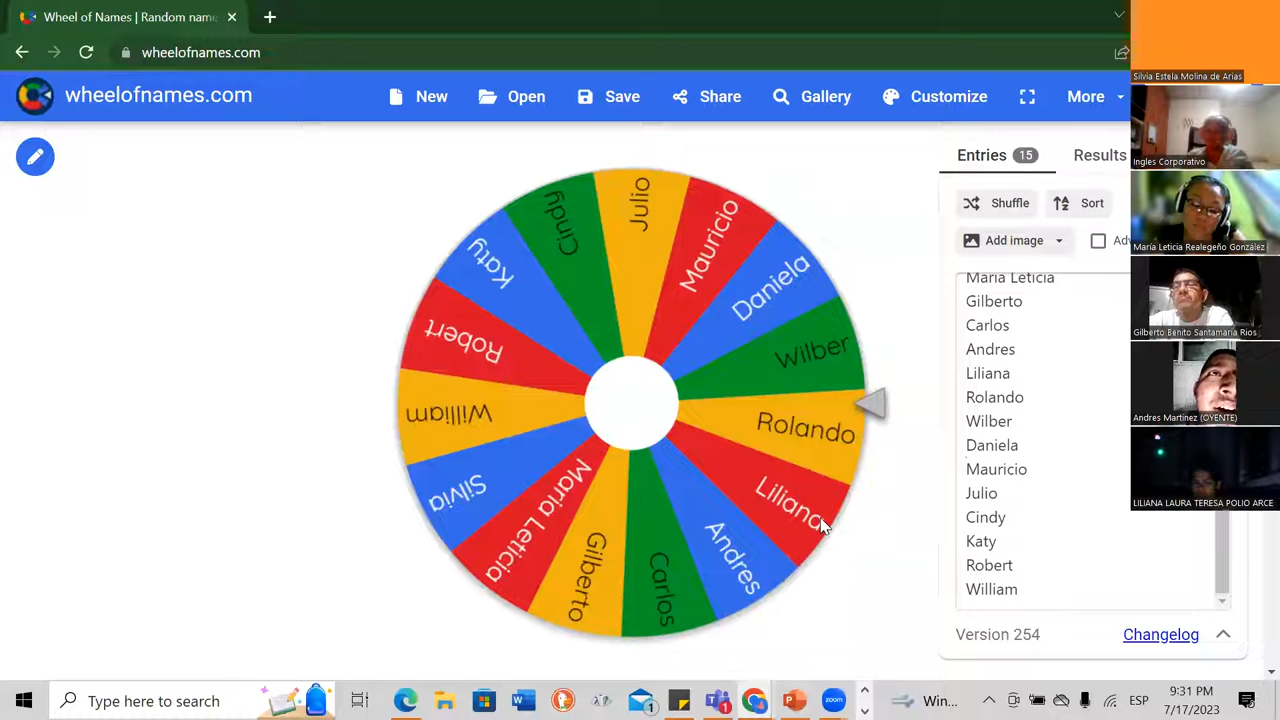 Wheel of Names | Random name
wheelofnames.com
wheelofnames.com
New
Open
Save
Share
Gallery
Customize
More
Entries 15
Results
Shuffle
Sort
Add image
Maria Leticia
Gilberto
Carlos
Andres
Liliana
Rolando
Wilber
Daniela
Mauricio
Julio
Cindy
Katy
Robert
William
Version 254
Changelog
Julio
Mauricio
Daniela
Wilber
Rolando
Liliana
Andres
Carlos
Gilberto
Maria Leticia
Silvia
William
Robert
Katy
Cindy
Silvia Estela Molina de Arias
Ingles Corporativo
María Leticia Realegeño González
Gilberto Benito Santamaria Rios
Andres Martinez (OYENTE)
LILIANA LAURA TERESA POLIO ARCE
Type here to search
Win...
ESP
9:31 PM
7/17/2023